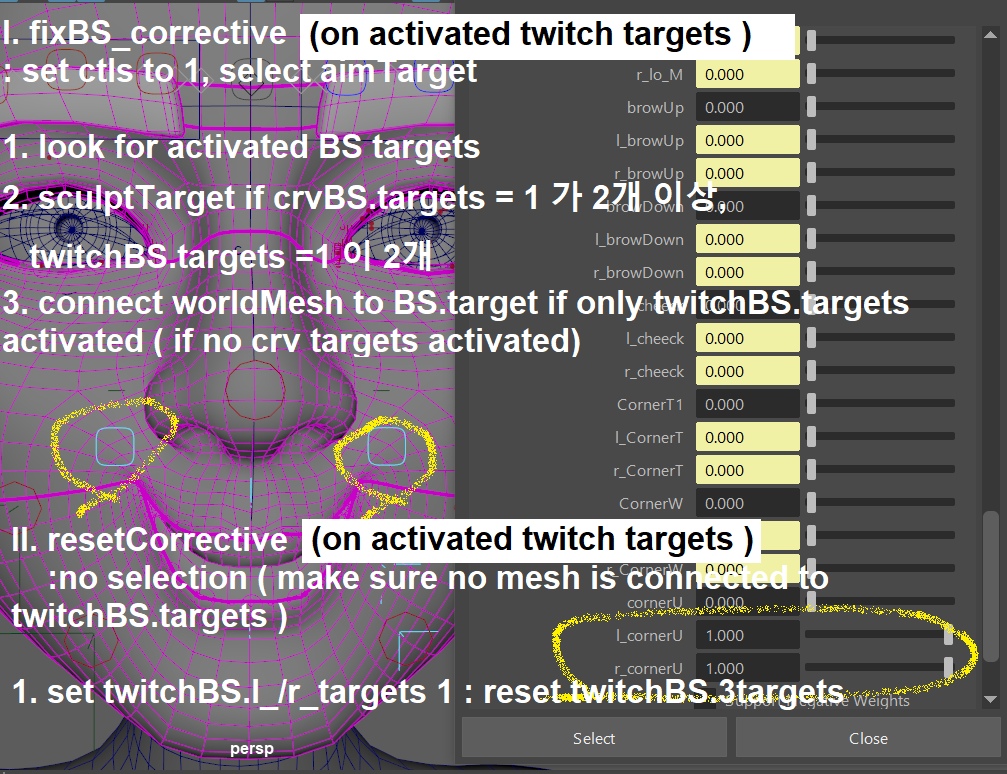 I. fixBS_corrective (on activated twitch targets )
: set ctls to 1, select aimTarget
r_lo_M 0.000
browUp 0.000
1. look for activated BS targets
l_browUp 0.000
r_browUp 0.000
2. sculptTarget if crvBS.targets = 1 가 2개 이상,
browDown 0.000
l_browDown 0.000
twitchBS.targets =1 이 2개
r_browDown 0.000
3. connect worldMesh to BS.target if only twitchBS.targets
activated ( if no crv targets activated)
l_cheeck 0.000
r_cheeck 0.000
CornerT1 0.000
l_CornerT 0.000
r_CornerT 0.000
CornerW 0.000
II. resetCorrective (on activated twitch targets )
r_CornerW 0.000
:no selection ( make sure no mesh is connected to
cornerU 0.000
twitchBS.targets )
l_cornerU 1.000
r_cornerU 1.000
1. set twitchBS.l_/r_targets 1 : reset twitchBS.3targets
Support Negative Weights
Select Close
persp